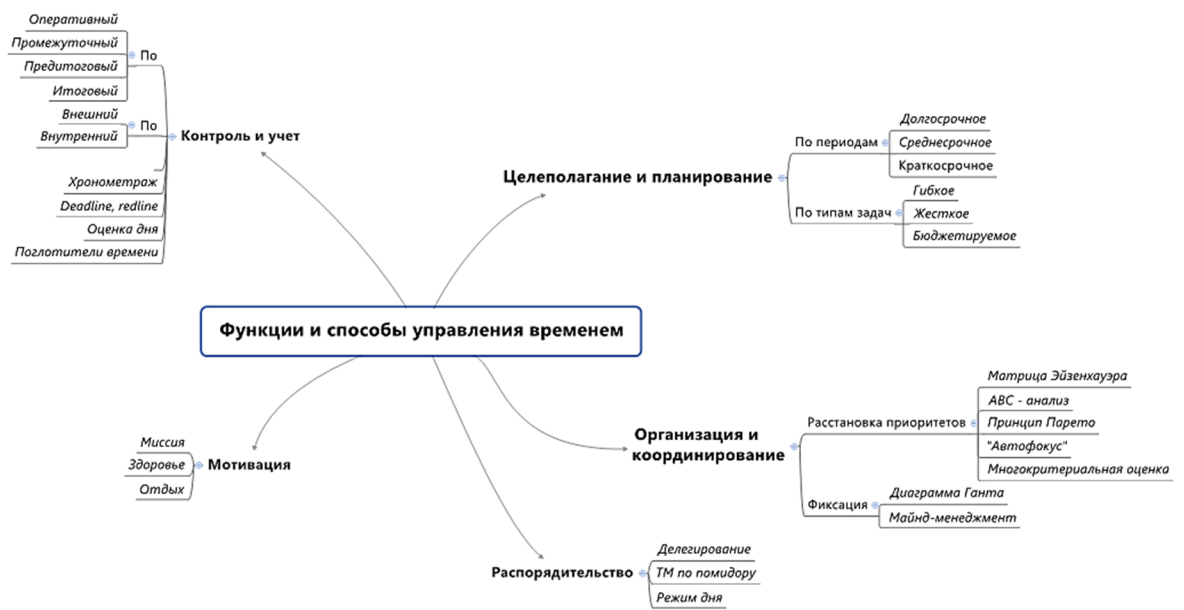 Функции и способы управления временем
Контроль и учет
По
Оперативный
Промежуточный
Предитоговый
Итоговый
По
Внешний
Внутренний
Хронометраж
Deadline, redline
Оценка дня
Поглотители времени
Целеполагание и планирование
По периодам
Долгосрочное
Среднесрочное
Краткосрочное
По типам задач
Гибкое
Жесткое
Бюджетируемое
Организация и
координирование
Расстановка приоритетов
Матрица Эйзенхауэра
АВС - анализ
Принцип Парето
"Автофокус"
Многокритериальная оценка
Фиксация
Диаграмма Ганта
Майнд-менеджмент
Распорядительство
Делегирование
ТМ по помидору
Режим дня
Мотивация
Миссия
Здоровье
Отдых